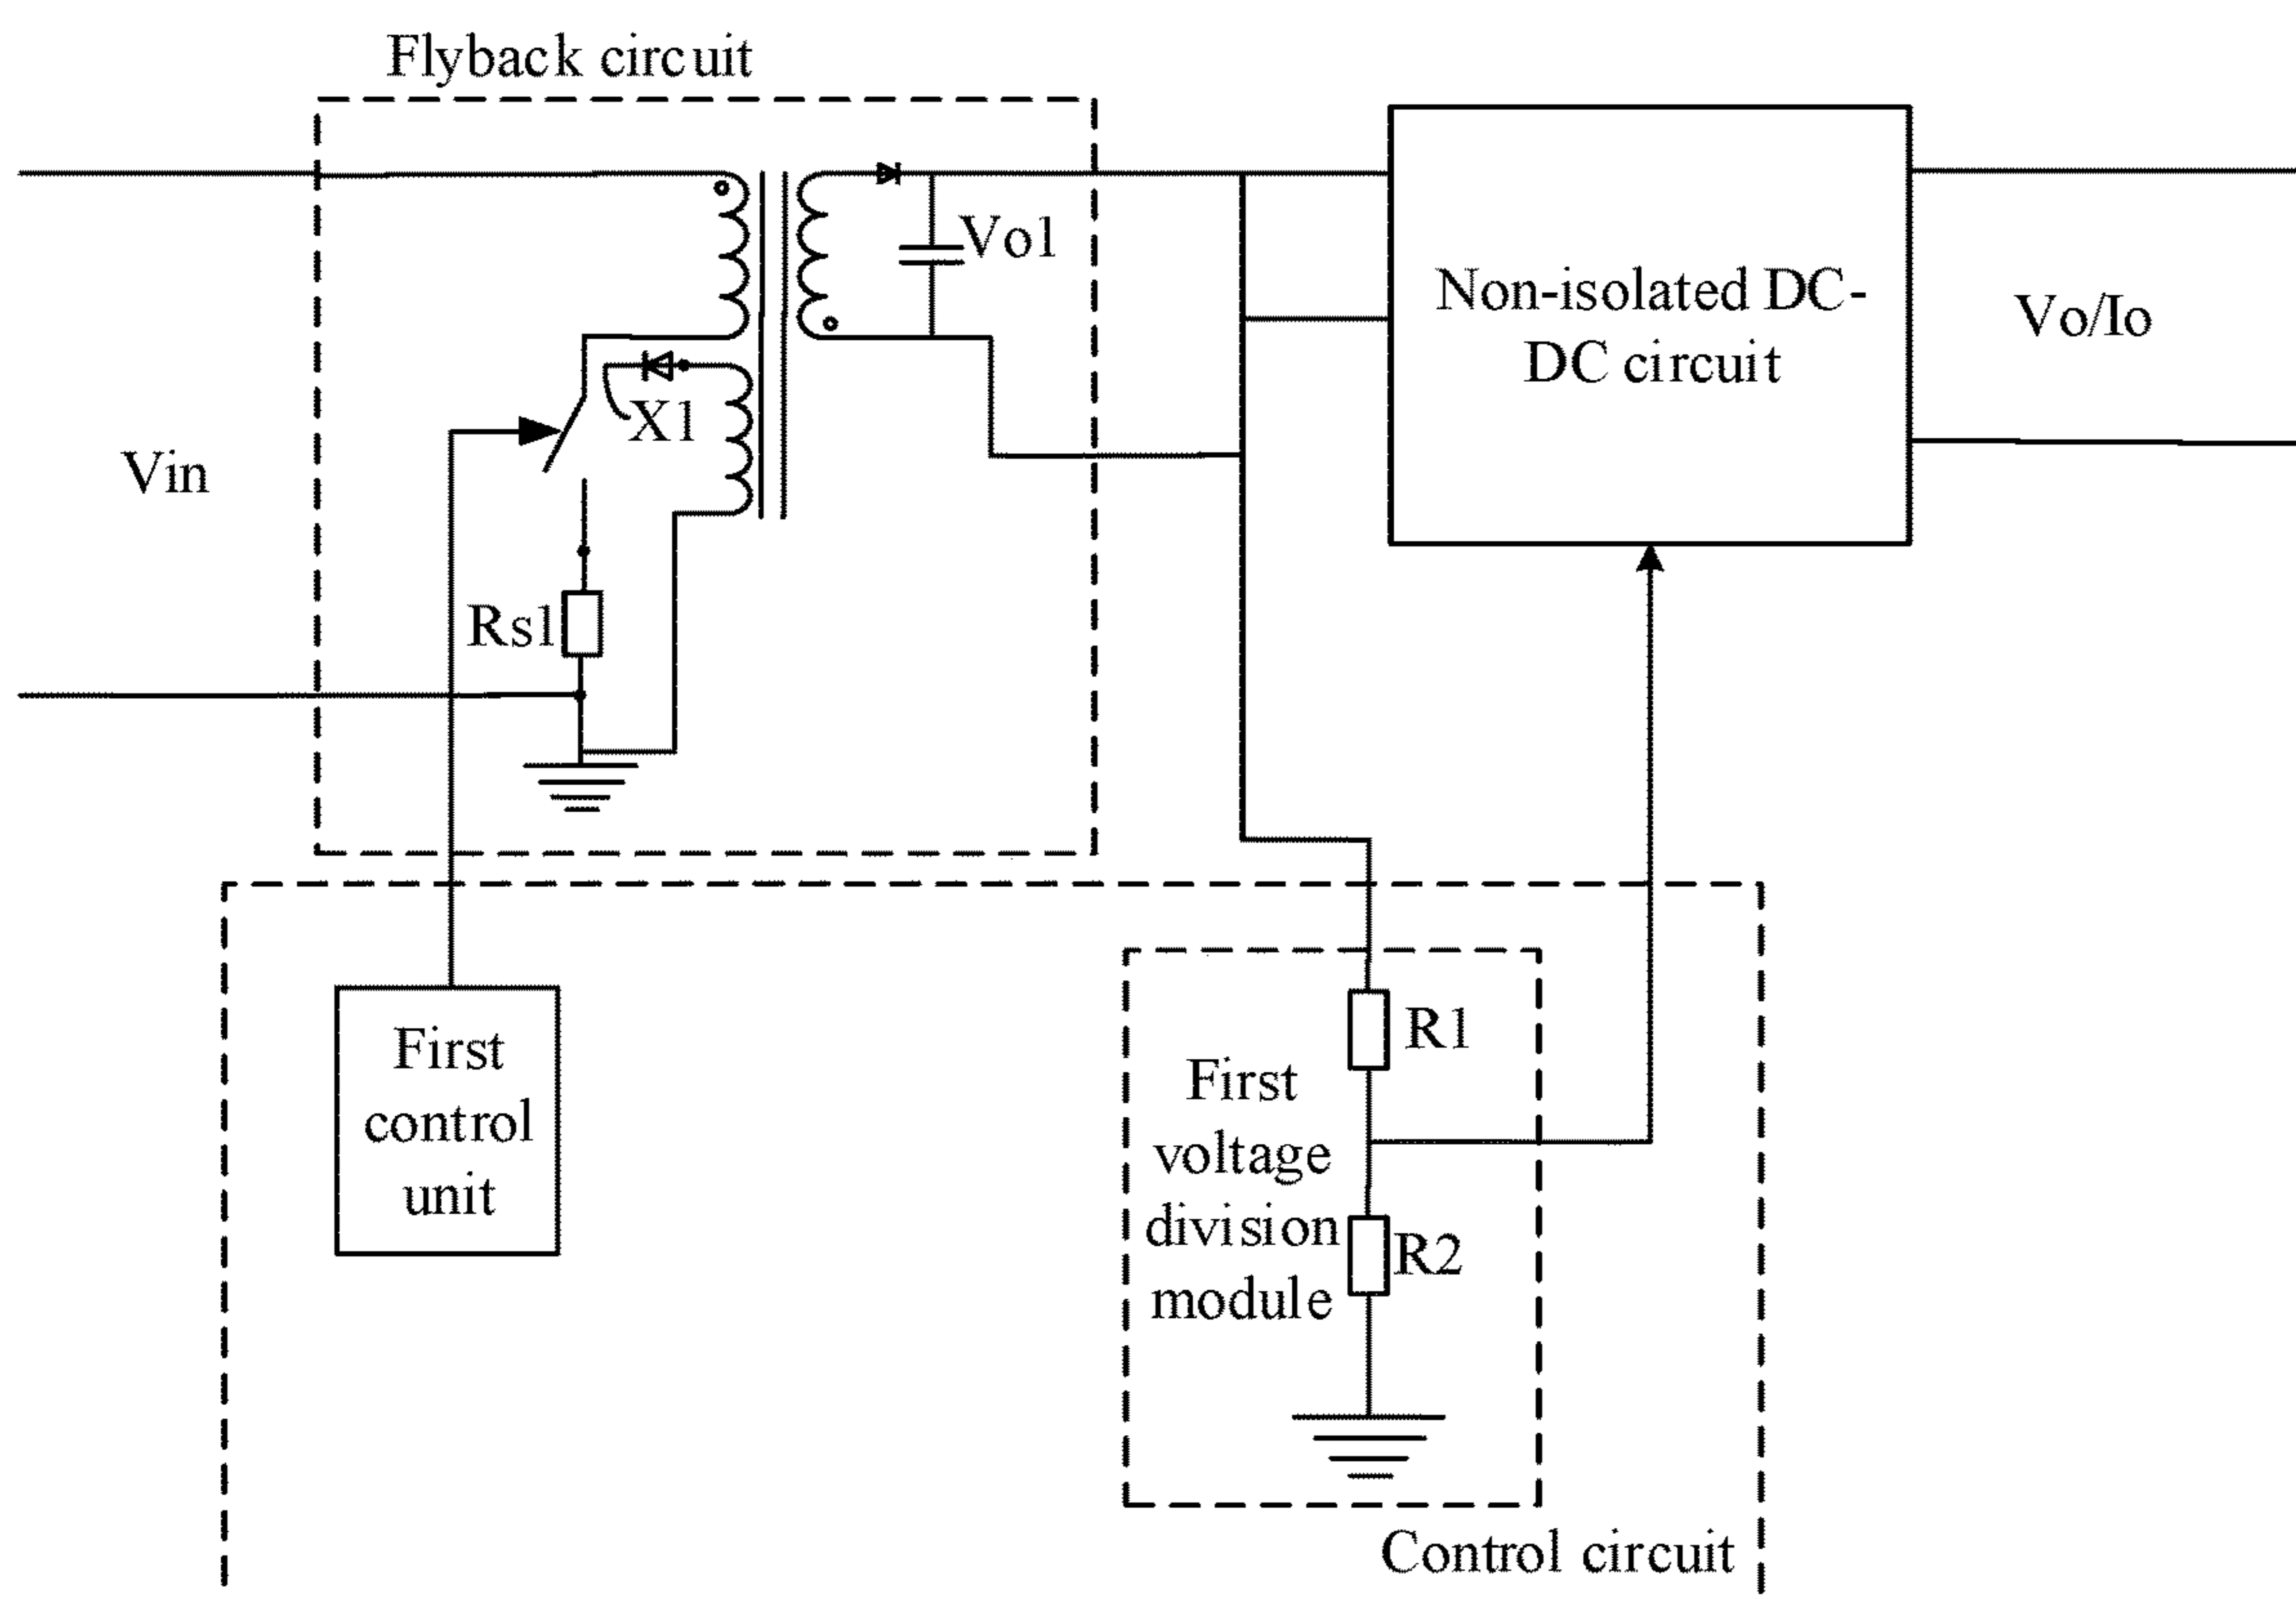 Flyback circuit
Vo1
Non-isolated DC-
DC circuit
Vo/Io
X1
Vin
Rs1
First
control
unit
R1
First
voltage
division
module
R2
Control circuit